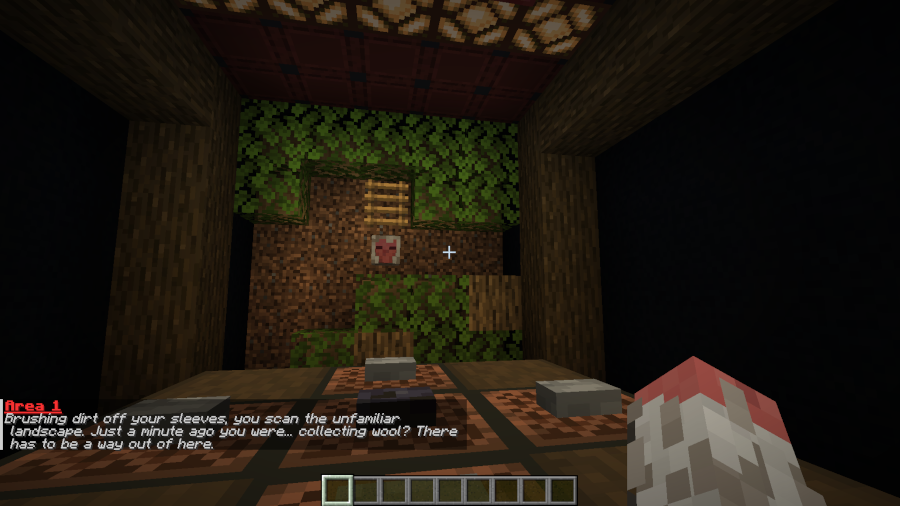 Area 1
Brushing dirt off your sleeves, you scan the unfamiliar
landscape. Just a minute ago you were... collecting wool? There
has to be a way out of here.